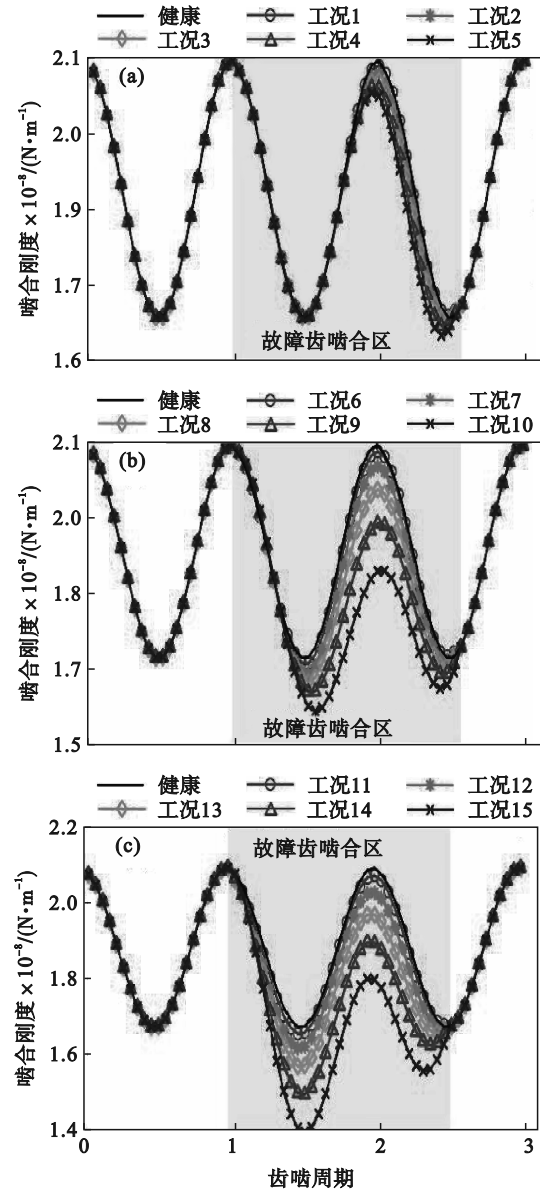 健康 工况1 工况2
工况3 工况4 工况5
(a)
2.1
2.0
1.9
1.7
1.6
啮合刚度×10⁻⁸/(N·m⁻¹)
故障齿啮合区
0 1 2 3
健康 工况6 工况7
工况8 工况9 工况10
(b)
2.1
2.0
1.8
1.7
1.5
啮合刚度×10⁻⁸/(N·m⁻¹)
故障齿啮合区
0 1 2 3
健康 工况11 工况12
工况13 工况14 工况15
(c)
故障齿啮合区
2.2
2.0
1.9
1.7
1.6
1.4
啮合刚度×10⁻⁸/(N·m⁻¹)
0 1 2 3
齿啮周期